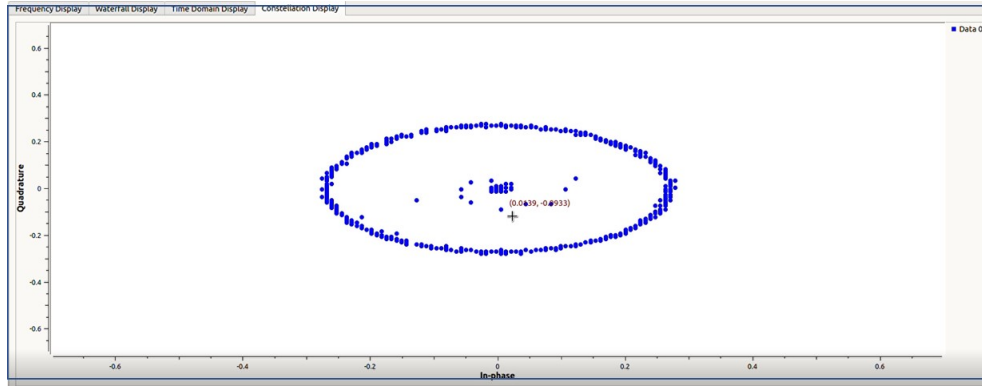 Frequency Display Waterfall Display Time Domain Display Constellation Display
Data 0
0.6
0.4
0.2
0
-0.2
-0.4
-0.6
Quadrature
-0.6 -0.4 -0.2 0 0.2 0.4 0.6
In-phase